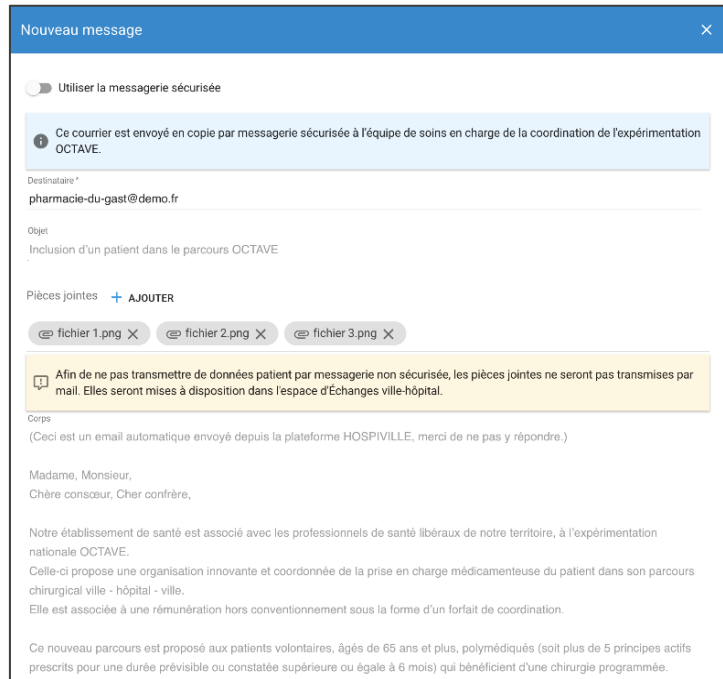 Nouveau message
Utiliser la messagerie sécurisée
Ce courrier est envoyé en copie par messagerie sécurisée à l'équipe de soins en charge de la coordination de l'expérimentation
OCTAVE.
Destinataire *
pharmacie-du-gast@demo.fr
Objet
Inclusion d'un patient dans le parcours OCTAVE
Pièces jointes + AJOUTER
fichier 1.png fichier 2.png fichier 3.png
Afin de ne pas transmettre de données patient par messagerie non sécurisée, les pièces jointes ne seront pas transmises par
mail. Elles seront mises à disposition dans l'espace d'Échanges ville-hôpital.
Corps
(Ceci est un email automatique envoyé depuis la plateforme HOSPIVILLE, merci de ne pas y répondre.)
Madame, Monsieur,
Chère consœur, Cher confrère,
Notre établissement de santé est associé avec les professionnels de santé libéraux de notre territoire, à l'expérimentation
nationale OCTAVE.
Celle-ci propose une organisation innovante et coordonnée de la prise en charge médicamenteuse du patient dans son parcours
chirurgical ville - hôpital - ville.
Elle est associée à une rémunération hors conventionnement sous la forme d'un forfait de coordination.
Ce nouveau parcours est proposé aux patients volontaires, âgés de 65 ans et plus, polymédiqués (soit plus de 5 principes actifs
prescrits pour une durée prévisible ou constatée supérieure ou égale à 6 mois) qui bénéficient d'une chirurgie programmée.